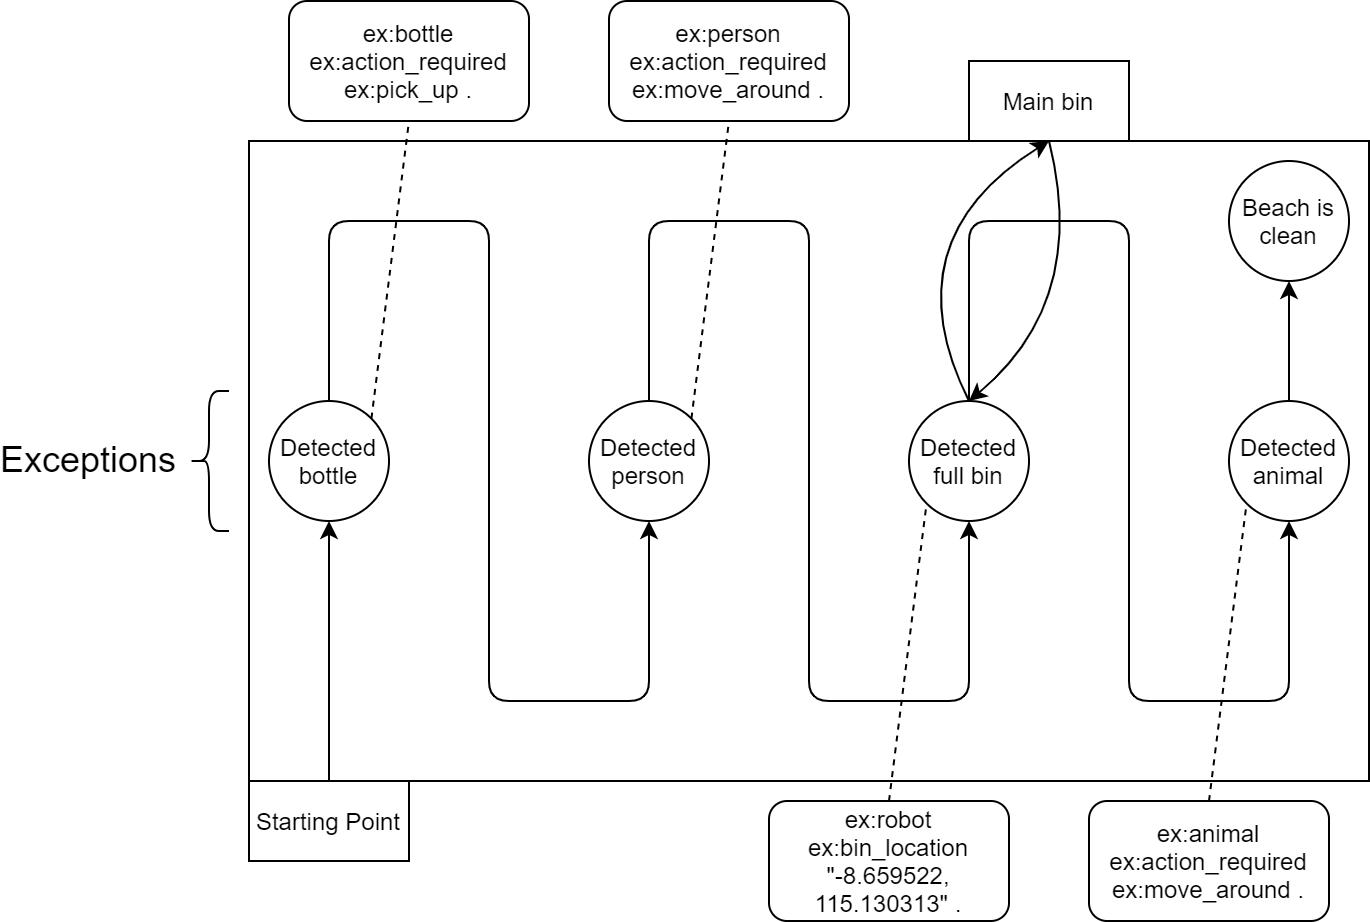 ex:bottle
ex:action_required
ex:pick_up .
ex:person
ex:action_required
ex:move_around .
Main bin
Beach is
clean
Exceptions
Detected
bottle
Detected
person
Detected
full bin
Detected
animal
Starting Point
ex:robot
ex:bin_location
"-8.659522,
115.130313" .
ex:animal
ex:action_required
ex:move_around .